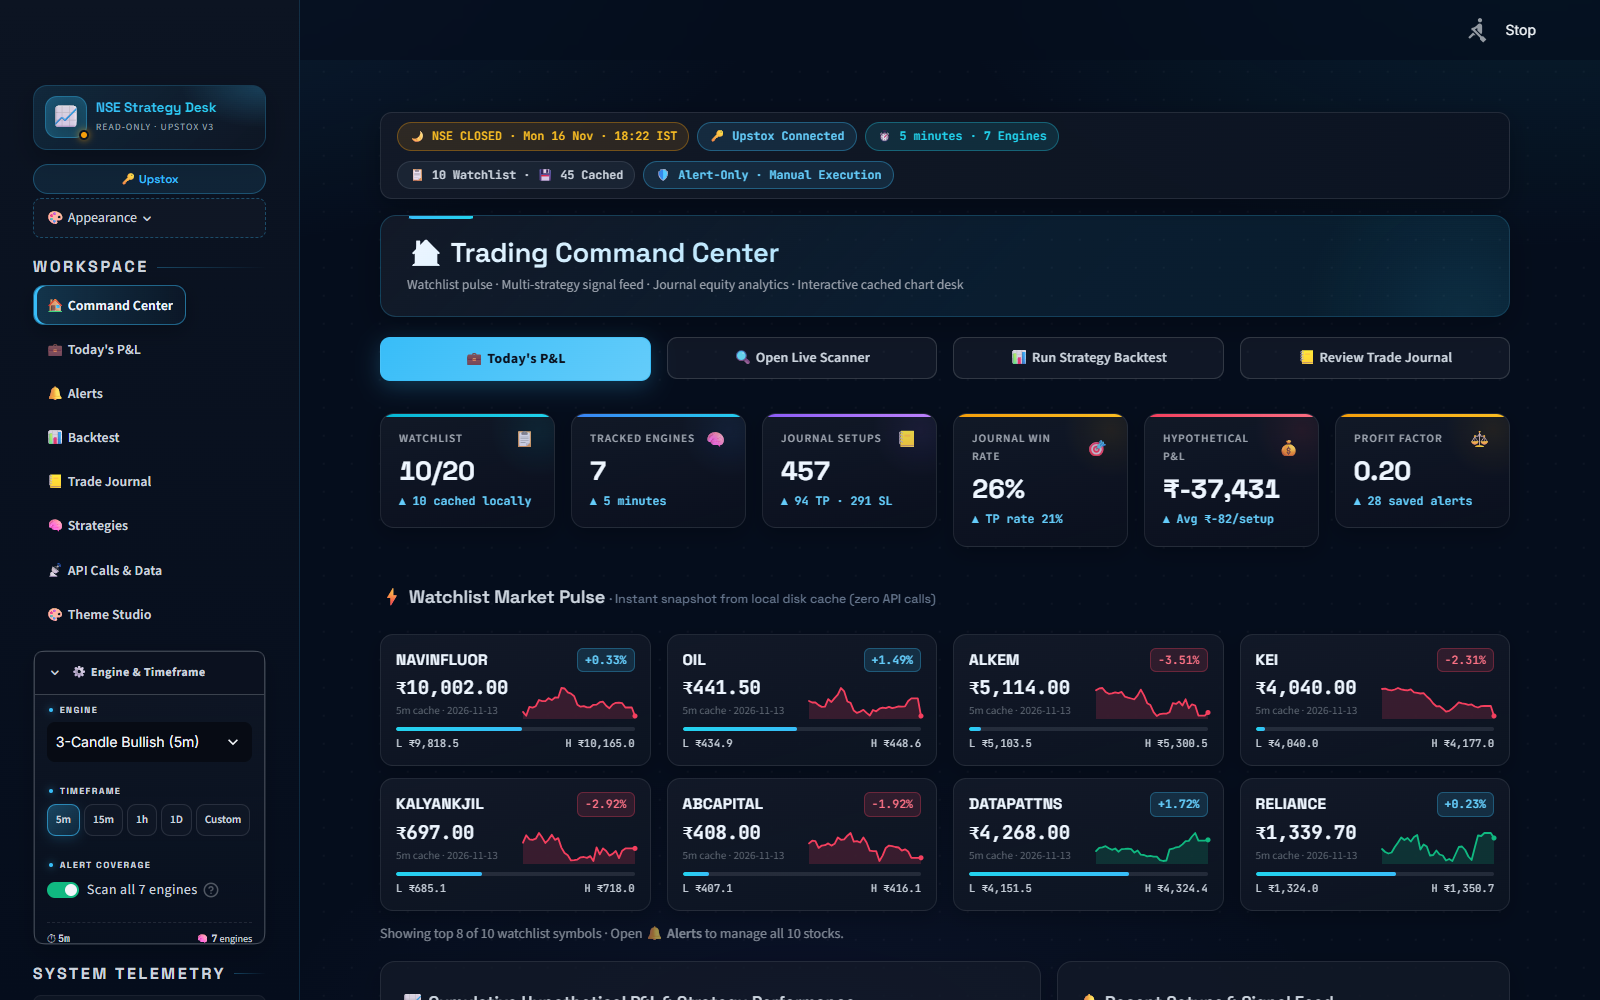 Stop
NSE Strategy Desk
READ-ONLY · UPSTOX V3
🔑 Upstox
🎨 Appearance
WORKSPACE
🏠 Command Center
💼 Today's P&L
🔔 Alerts
📊 Backtest
📒 Trade Journal
🧠 Strategies
📡 API Calls & Data
🎨 Theme Studio
⚙️ Engine & Timeframe
ENGINE
3-Candle Bullish (5m)
TIMEFRAME
5m 15m 1h 1D Custom
ALERT COVERAGE
Scan all 7 engines ?
⏱ 5m 🧠 7 engines
SYSTEM TELEMETRY
🌙 NSE CLOSED · Mon 16 Nov · 18:22 IST 🔑 Upstox Connected ⏰ 5 minutes · 7 Engines
📋 10 Watchlist · 💾 45 Cached 🛡️ Alert-Only · Manual Execution
🏠 Trading Command Center
Watchlist pulse · Multi-strategy signal feed · Journal equity analytics · Interactive cached chart desk
💼 Today's P&L 🔍 Open Live Scanner 📊 Run Strategy Backtest 📒 Review Trade Journal
WATCHLIST 📋
10/20
▲ 10 cached locally
TRACKED ENGINES 🧠
7
▲ 5 minutes
JOURNAL SETUPS 📒
457
▲ 94 TP · 291 SL
JOURNAL WIN
RATE 🎯
26%
▲ TP rate 21%
HYPOTHETICAL
P&L 💰
₹-37,431
▲ Avg ₹-82/setup
PROFIT FACTOR ⚖️
0.20
▲ 28 saved alerts
⚡ Watchlist Market Pulse · Instant snapshot from local disk cache (zero API calls)
NAVINFLUOR +0.33%
₹10,002.00
5m cache · 2026-11-13
L ₹9,818.5 H ₹10,165.0
OIL +1.49%
₹441.50
5m cache · 2026-11-13
L ₹434.9 H ₹448.6
ALKEM -3.51%
₹5,114.00
5m cache · 2026-11-13
L ₹5,103.5 H ₹5,300.5
KEI -2.31%
₹4,040.00
5m cache · 2026-11-13
L ₹4,040.0 H ₹4,177.0
KALYANKJIL -2.92%
₹697.00
5m cache · 2026-11-13
L ₹685.1 H ₹718.0
ABCAPITAL -1.92%
₹408.00
5m cache · 2026-11-13
L ₹407.1 H ₹416.1
DATAPATTNS +1.72%
₹4,268.00
5m cache · 2026-11-13
L ₹4,151.5 H ₹4,324.4
RELIANCE +0.23%
₹1,339.70
5m cache · 2026-11-13
L ₹1,324.0 H ₹1,350.7
Showing top 8 of 10 watchlist symbols · Open 🔔 Alerts to manage all 10 stocks.
📈 Cumulative Hypothetical P&L & Strategy Performance
🔔 Recent Setups & Signal Feed